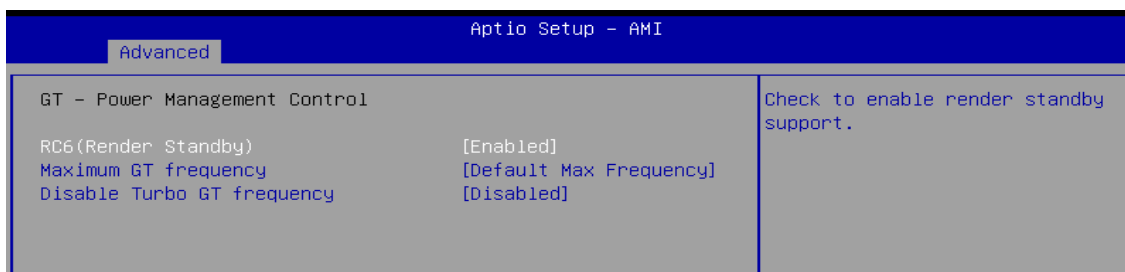 Aptio Setup – AMI
Advanced
GT – Power Management Control
RC6(Render Standby) [Enabled]
Maximum GT frequency [Default Max Frequency]
Disable Turbo GT frequency [Disabled]
Check to enable render standby
support.